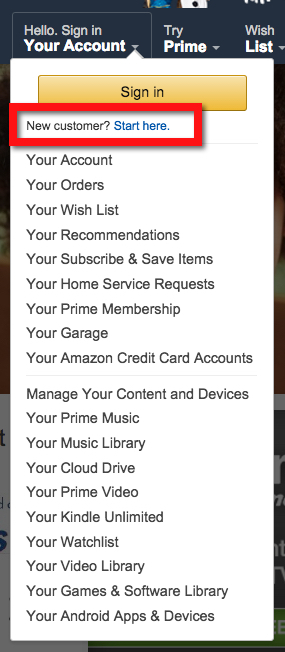 Hello. Sign in
Your Account
Try
Prime
Wish
List
Sign in
New customer? Start here.
Your Account
Your Orders
Your Wish List
Your Recommendations
Your Subscribe & Save Items
Your Home Service Requests
Your Prime Membership
Your Garage
Your Amazon Credit Card Accounts
Manage Your Content and Devices
Your Prime Music
Your Music Library
Your Cloud Drive
Your Prime Video
Your Kindle Unlimited
Your Watchlist
Your Video Library
Your Games & Software Library
Your Android Apps & Devices